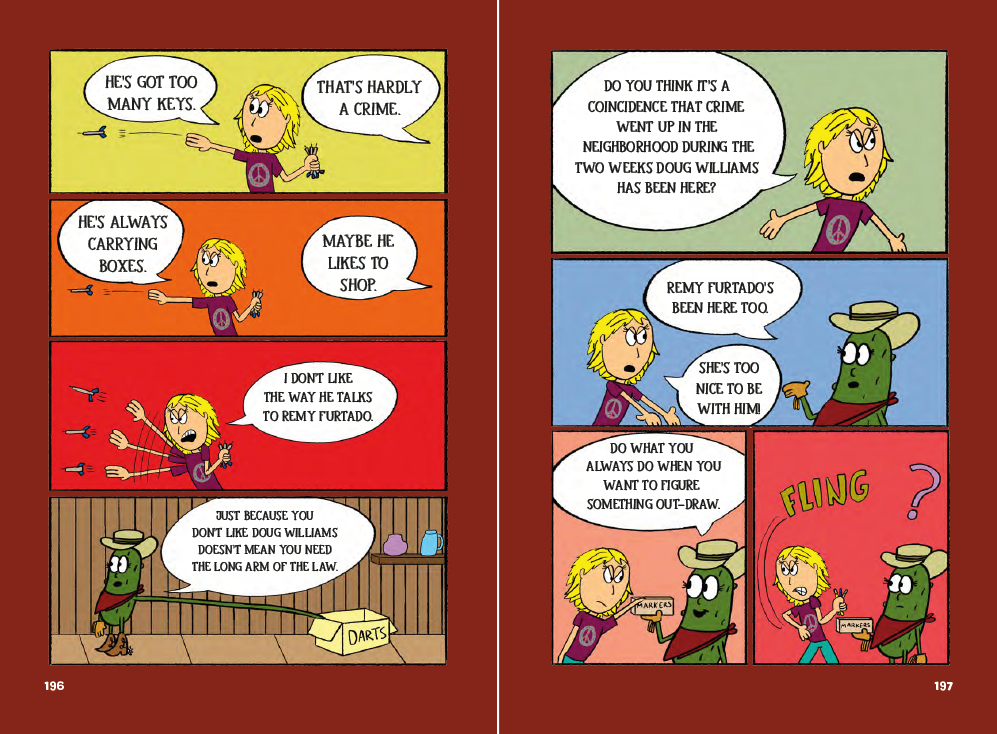 HE'S GOT TOO
MANY KEYS.
THAT'S HARDLY
A CRIME.
HE'S ALWAYS
CARRYING
BOXES.
MAYBE HE
LIKES TO
SHOP.
I DON'T LIKE
THE WAY HE TALKS
TO REMY FURTADO.
JUST BECAUSE YOU
DON'T LIKE DOUG WILLIAMS
DOESN'T MEAN YOU NEED
THE LONG ARM OF THE LAW.
DARTS
196
DO YOU THINK IT'S A
COINCIDENCE THAT CRIME
WENT UP IN THE
NEIGHBORHOOD DURING THE
TWO WEEKS DOUG WILLIAMS
HAS BEEN HERE?
REMY FURTADO'S
BEEN HERE TOO.
SHE'S TOO
NICE TO BE
WITH HIM!
DO WHAT YOU
ALWAYS DO WHEN YOU
WANT TO FIGURE
SOMETHING OUT–DRAW.
MARKERS
FLING
?
MARKERS
197